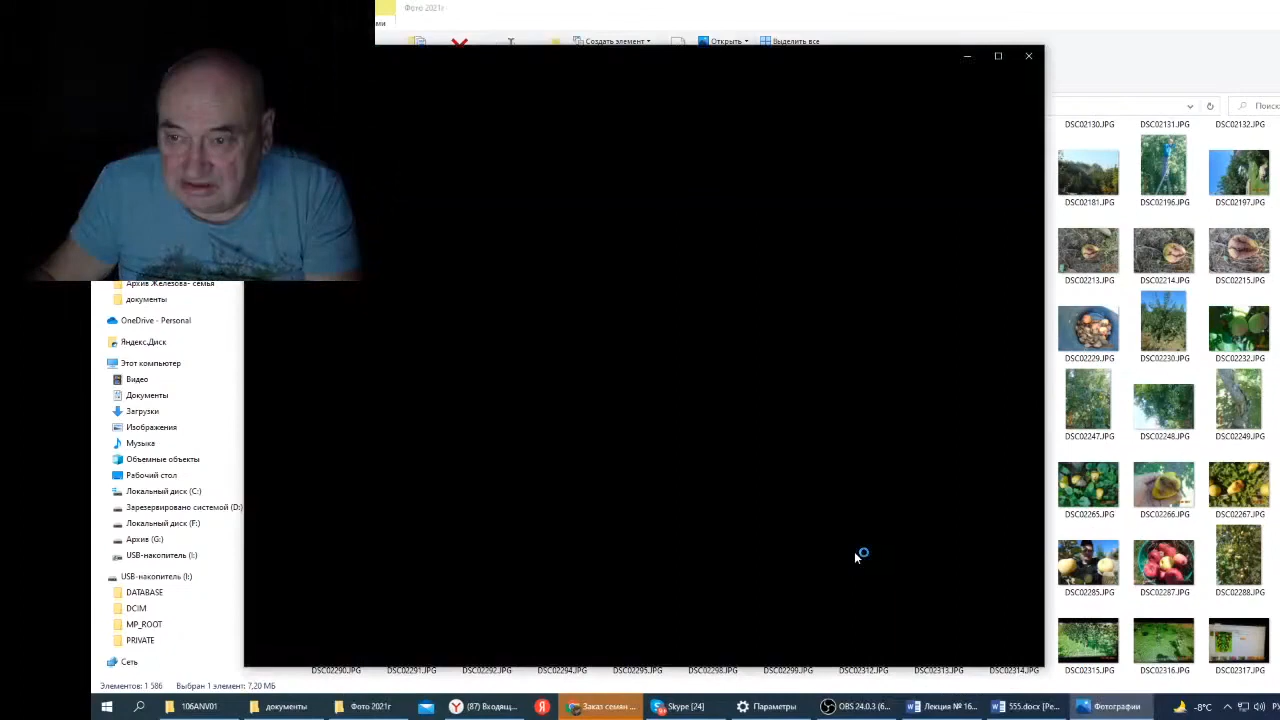 Фото 2021г
ми
Создать элемент
Открыть
Выделить все
Поиск
DSC02130.JPG DSC02131.JPG DSC02132.JPG
DSC02181.JPG DSC02196.JPG DSC02197.JPG
DSC02213.JPG DSC02214.JPG DSC02215.JPG
Архив Железова- семья
документы
OneDrive - Personal
Яндекс.Диск
Этот компьютер
Видео
Документы
Загрузки
Изображения
Музыка
Объемные объекты
Рабочий стол
Локальный диск (C:)
Зарезервировано системой (D:)
Локальный диск (F:)
Архив (G:)
USB-накопитель (I:)
USB-накопитель (I:)
DATABASE
DCIM
MP_ROOT
PRIVATE
Сеть
DSC02229.JPG DSC02230.JPG DSC02232.JPG
DSC02247.JPG DSC02248.JPG DSC02249.JPG
DSC02265.JPG DSC02266.JPG DSC02267.JPG
DSC02285.JPG DSC02287.JPG DSC02288.JPG
DSC02290.JPG DSC02291.JPG DSC02292.JPG DSC02294.JPG DSC02295.JPG DSC02298.JPG DSC02299.JPG DSC02312.JPG DSC02313.JPG DSC02314.JPG DSC02315.JPG DSC02316.JPG DSC02317.JPG
Элементов: 1 586 Выбран 1 элемент: 7,20 МБ
106ANV01 документы Фото 2021г (87) Входящ... Заказ семян ... Skype [24] Параметры OBS 24.0.3 (6... Лекция № 16... 555.docx [Ре... Фотографии -8°C